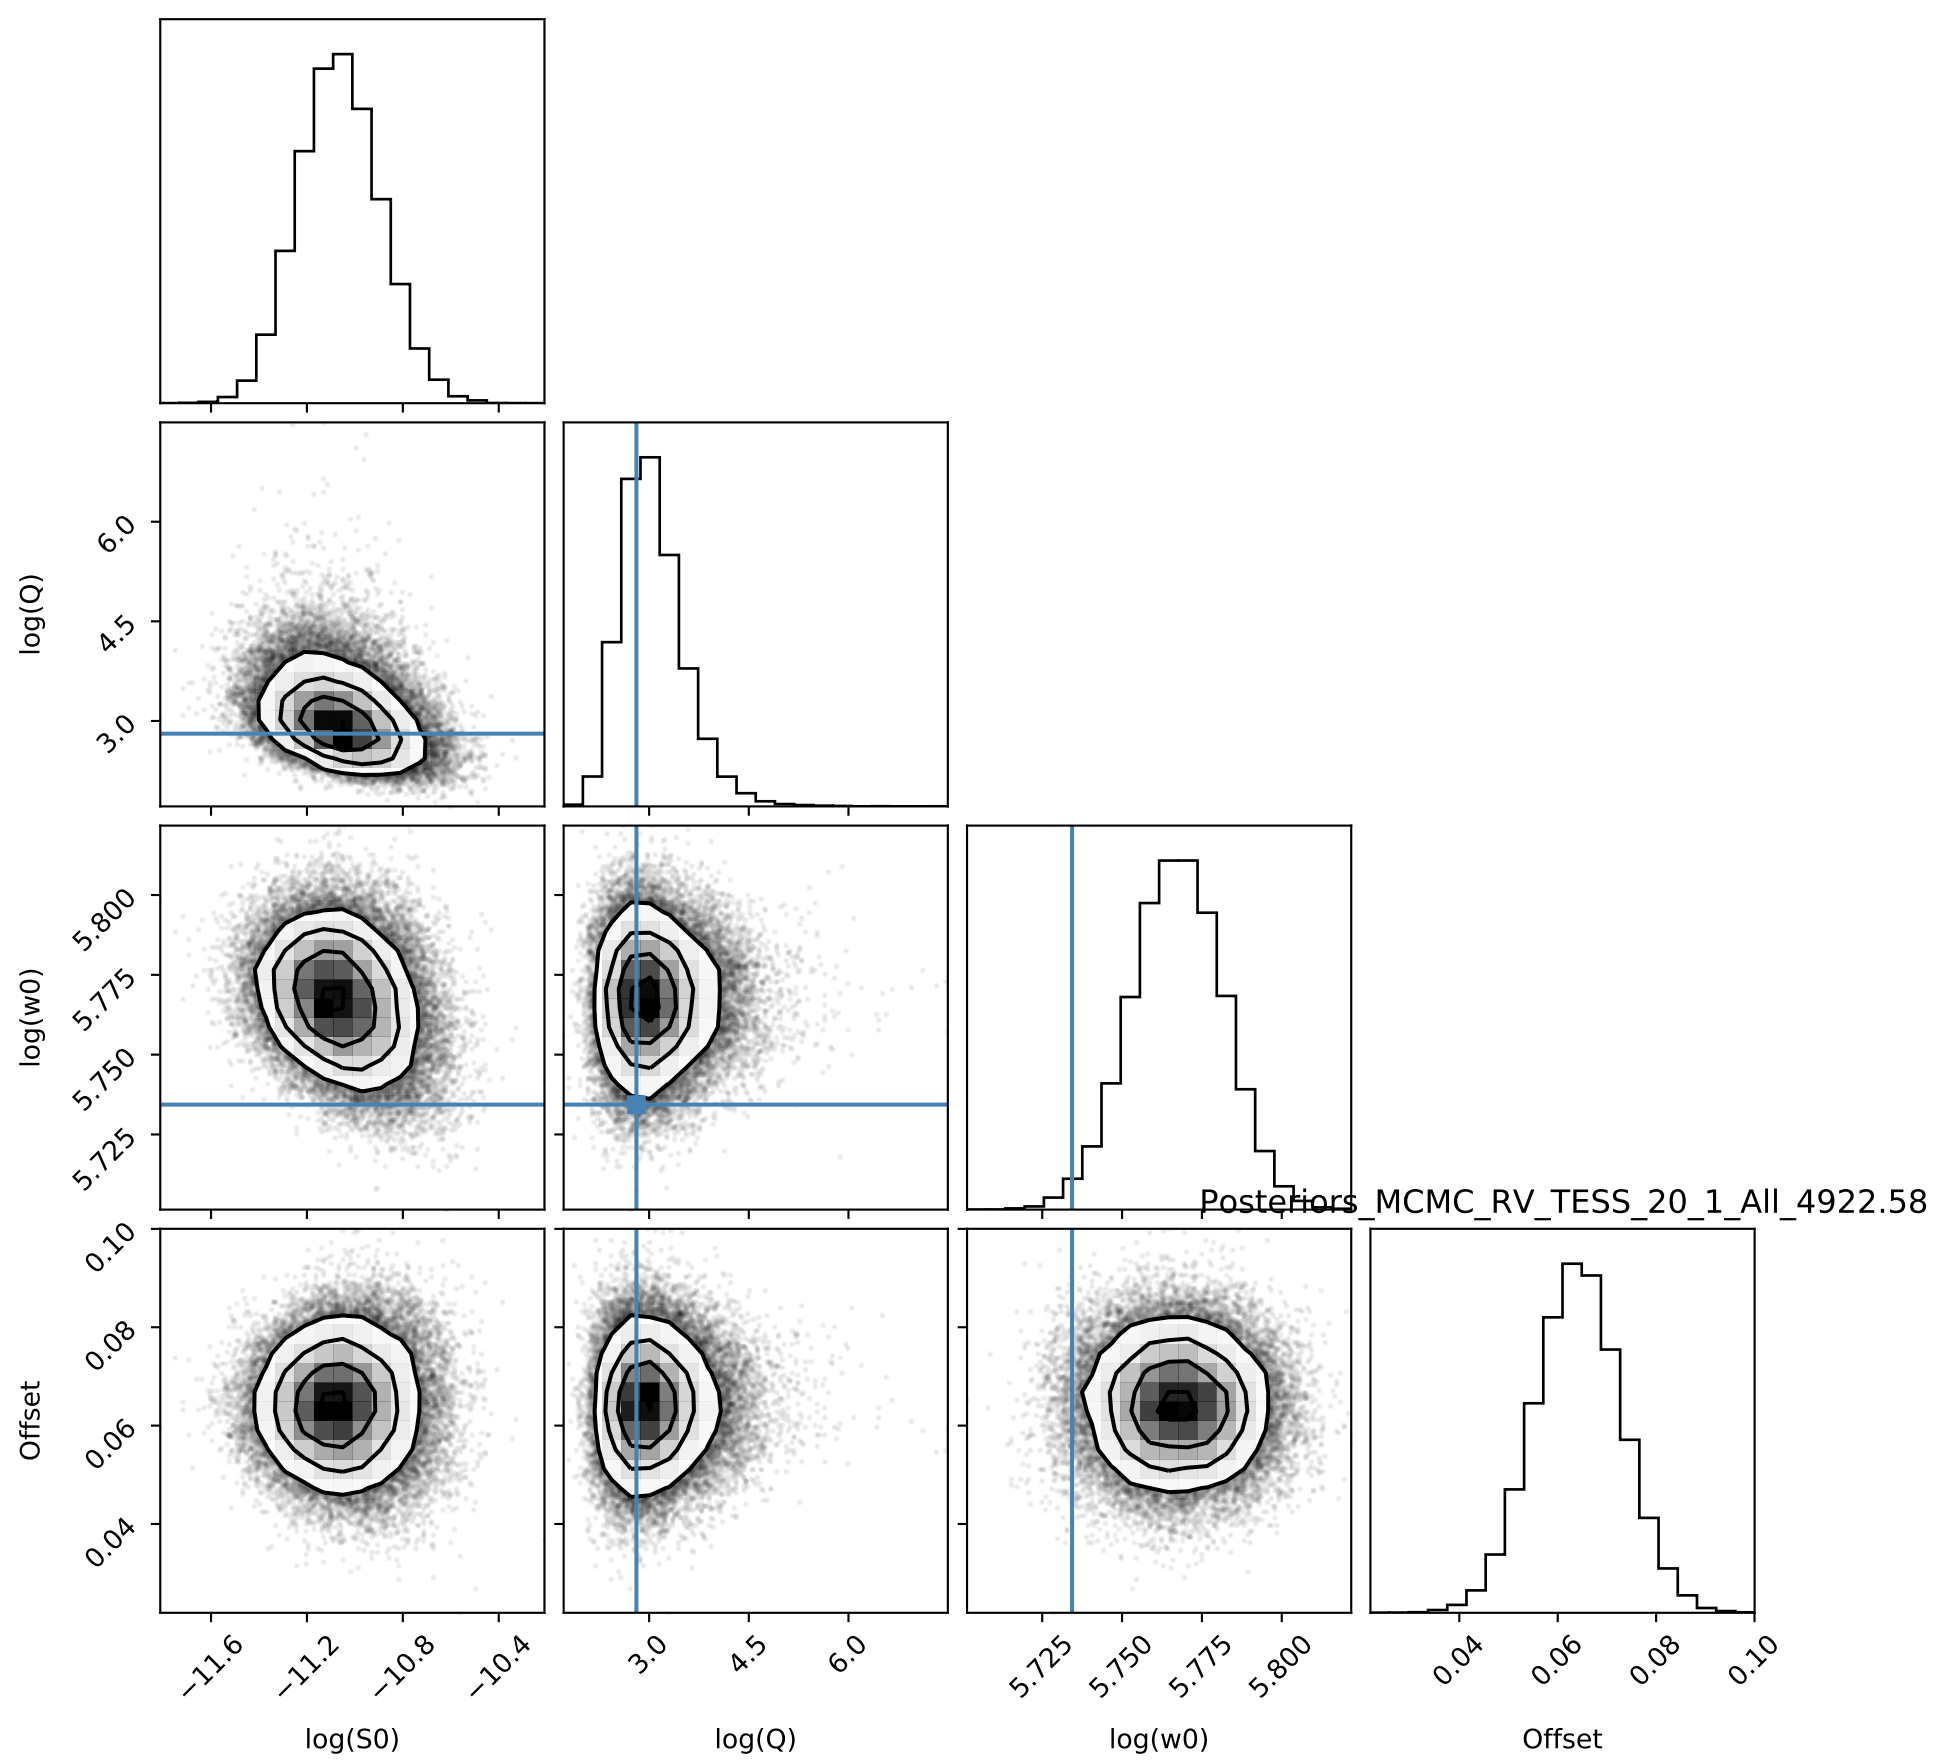 6.0
4.5
3.0
log(Q)
5.800
5.775
5.750
5.725
log(w0)
Posteriors_MCMC_RV_TESS_20_1_All_4922.58
0.10
0.08
0.06
0.04
Offset
−11.6 −11.2 −10.8 −10.4 3.0 4.5 6.0 5.725 5.750 5.775 5.800 0.04 0.06 0.08 0.10
log(S0) log(Q) log(w0) Offset